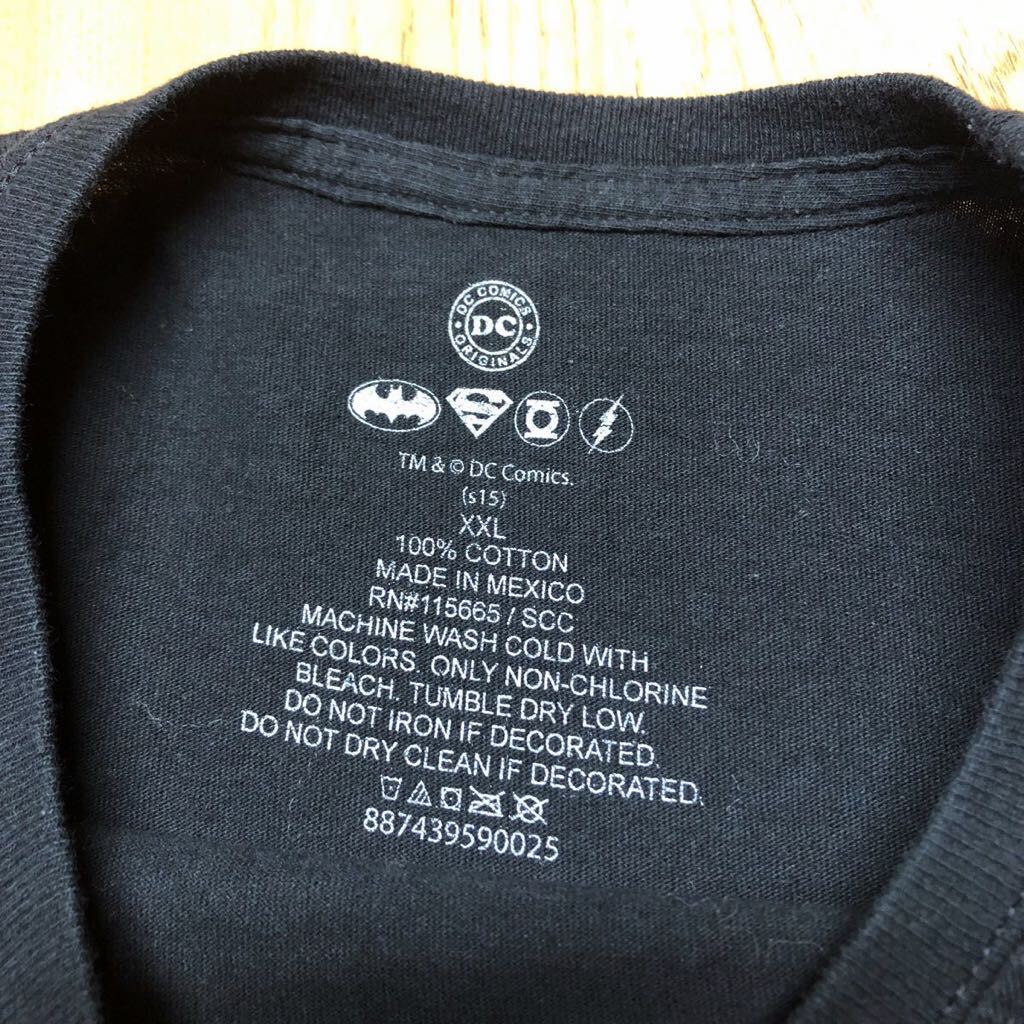 DC COMICS
DC
ORIGINALS
TM & © DC Comics.
(s15)
XXL
100% COTTON
MADE IN MEXICO
RN#115665 / SCC
MACHINE WASH COLD WITH
LIKE COLORS. ONLY NON-CHLORINE
BLEACH. TUMBLE DRY LOW.
DO NOT IRON IF DECORATED.
DO NOT DRY CLEAN IF DECORATED.
887439590025